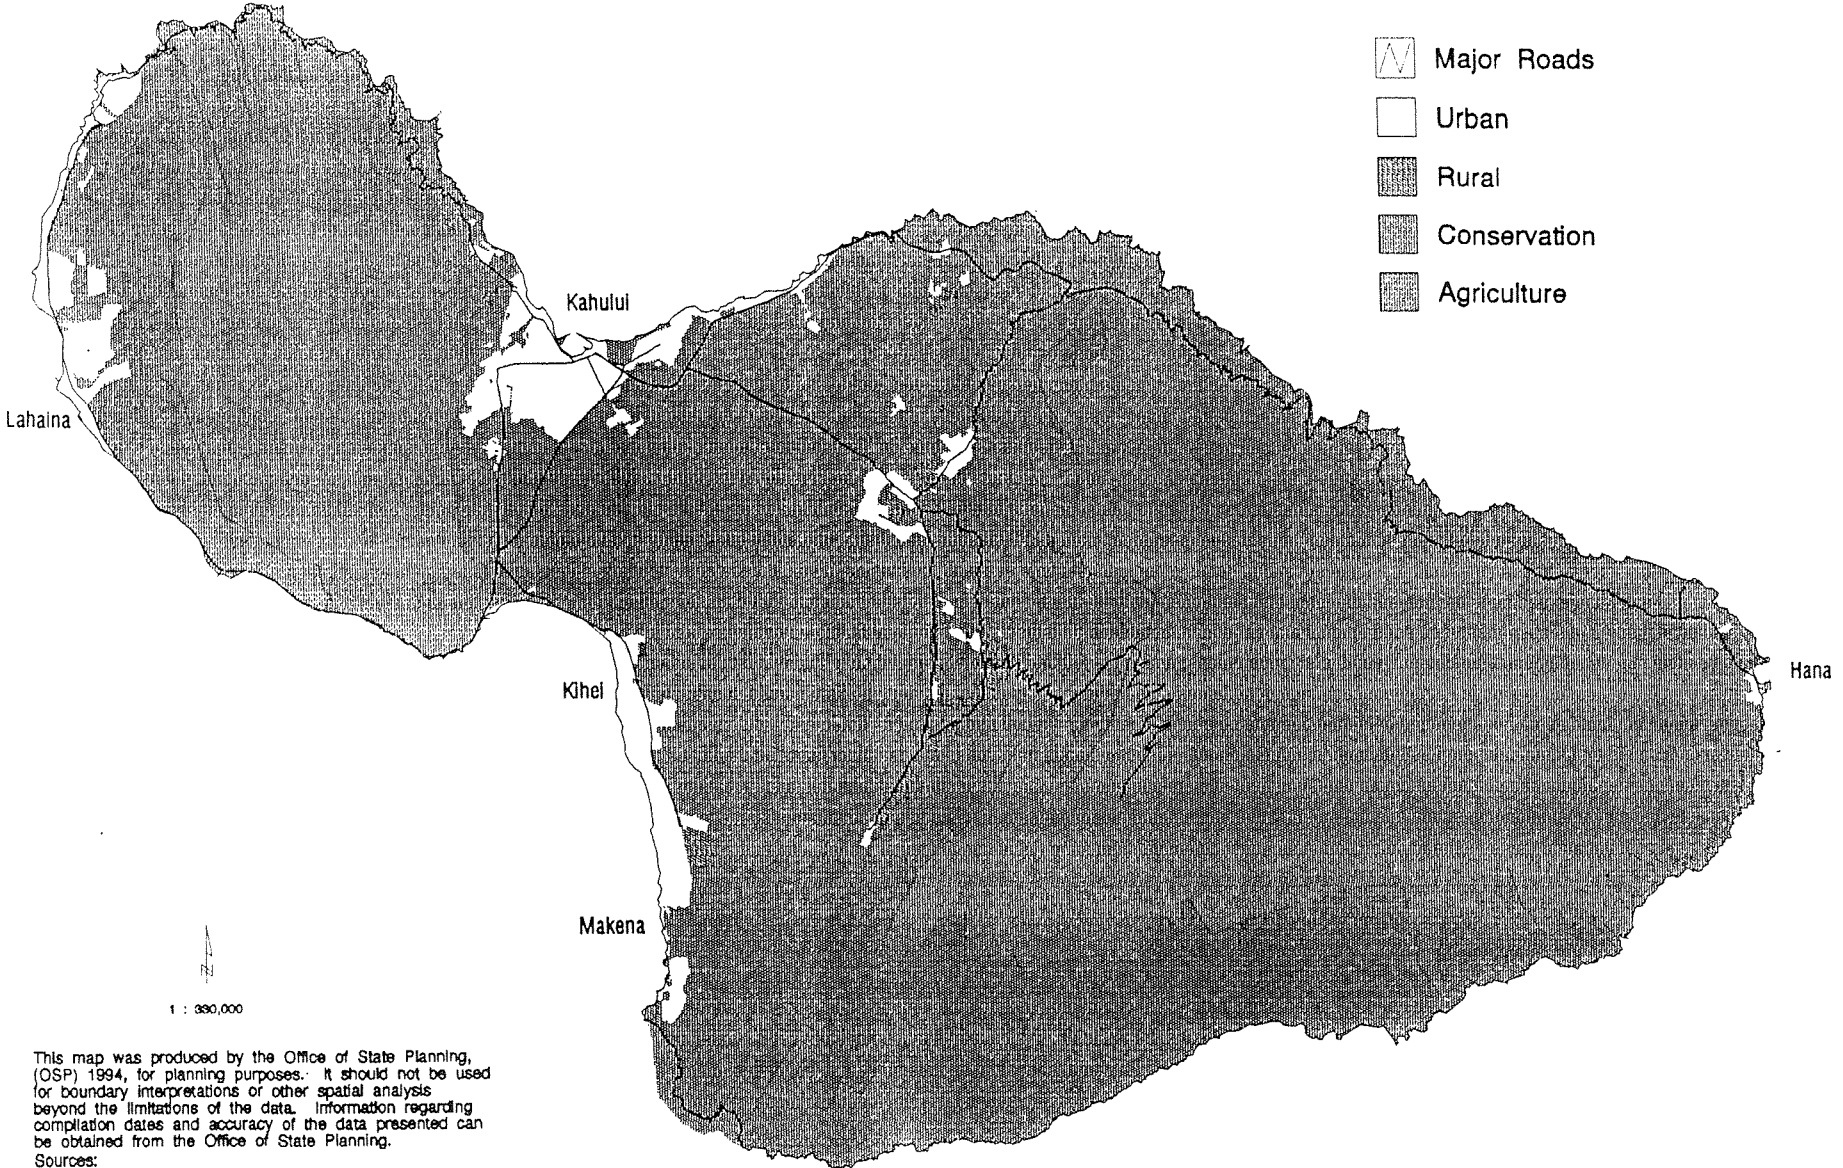 Major Roads
Urban
Rural
Conservation
Agriculture
Kahului
Lahaina
Kihei
Hana
Makena
N
1 : 330,000
This map was produced by the Office of State Planning,
(OSP) 1994, for planning purposes. It should not be used
for boundary interpretations or other spatial analysis
beyond the limitations of the data. Information regarding
compilation dates and accuracy of the data presented can
be obtained from the Office of State Planning.
Sources: